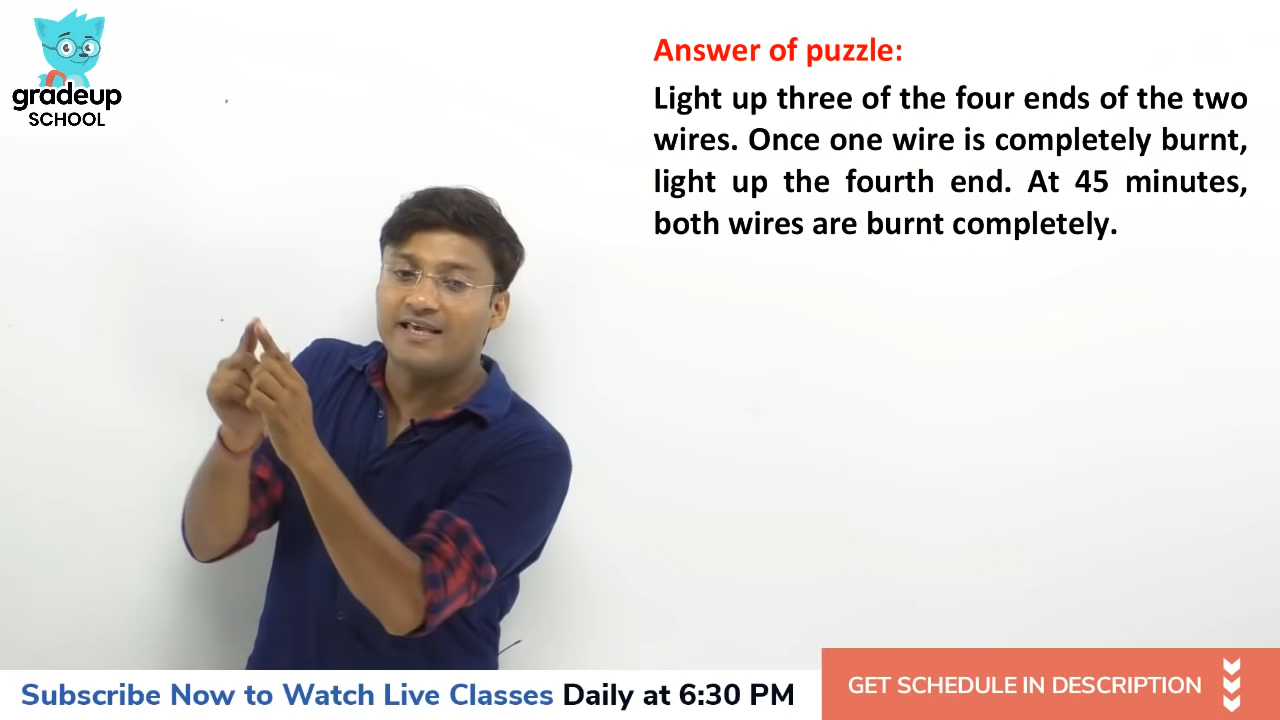 gradeup
SCHOOL
Answer of puzzle:
Light up three of the four ends of the two
wires. Once one wire is completely burnt,
light up the fourth end. At 45 minutes,
both wires are burnt completely.
Subscribe Now to Watch Live Classes Daily at 6:30 PM
GET SCHEDULE IN DESCRIPTION